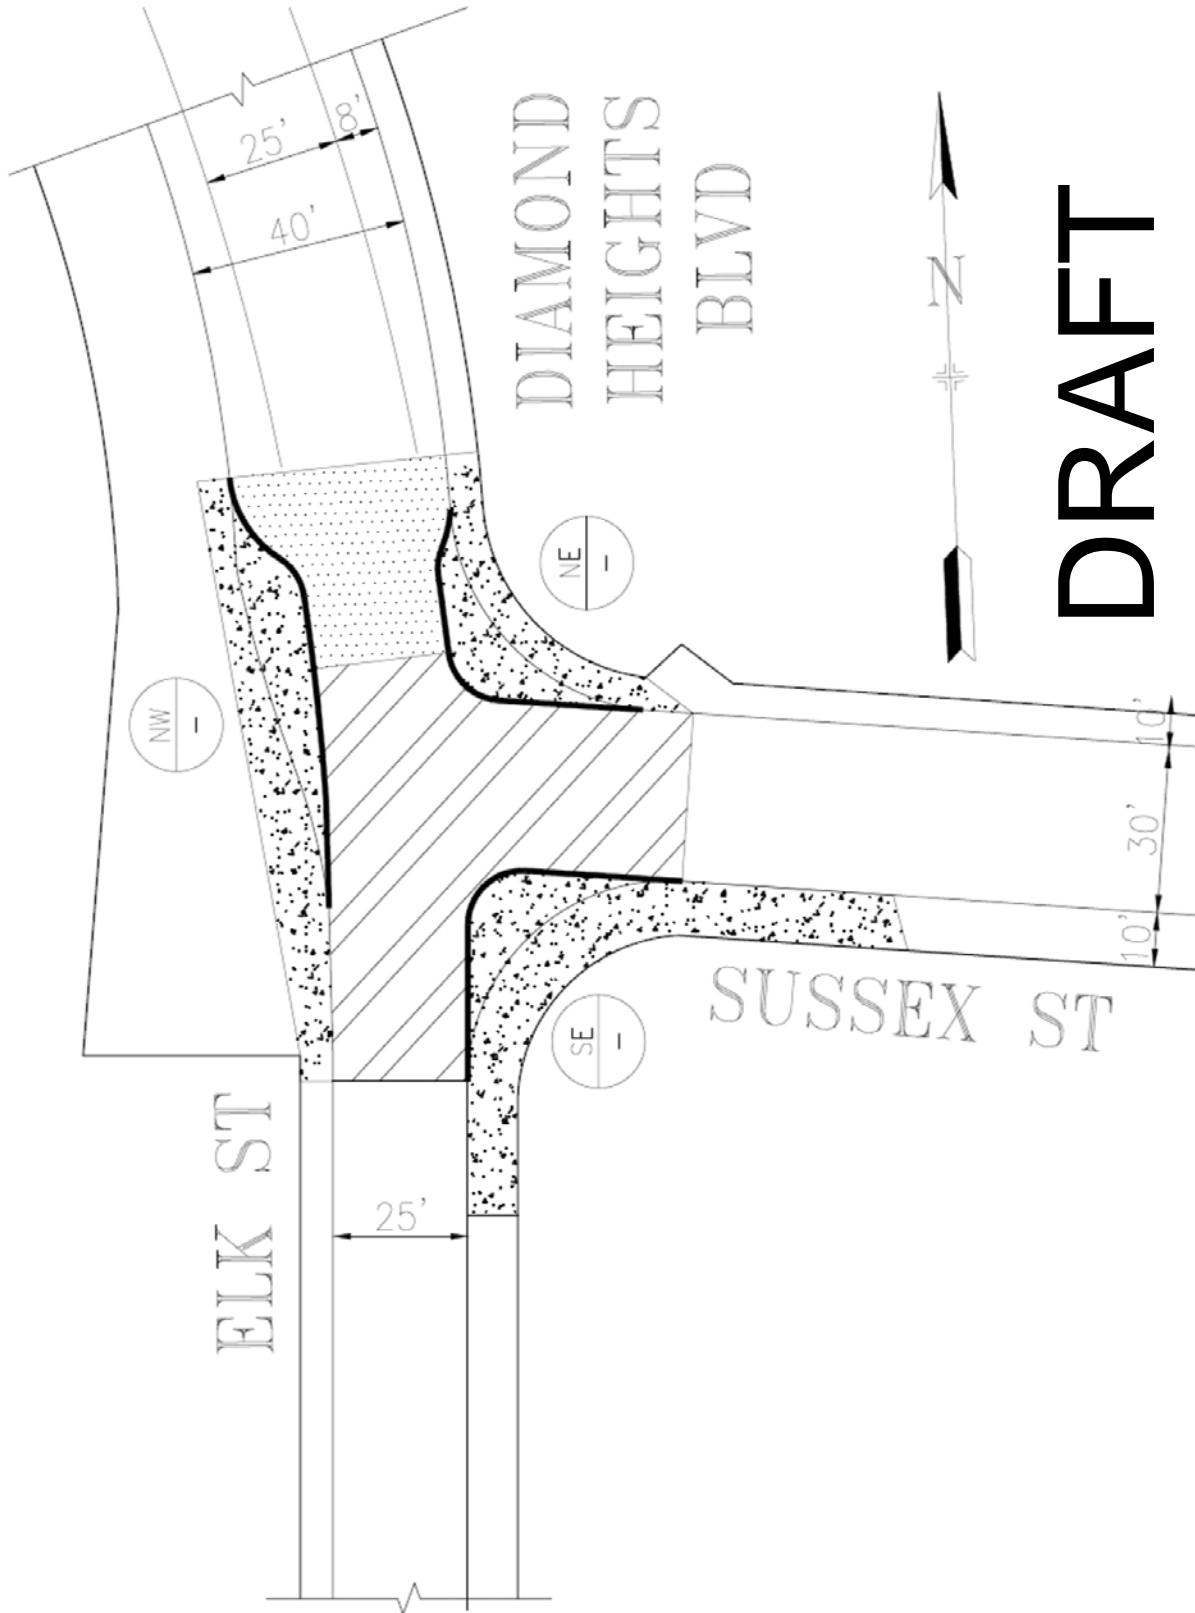 25'
8'
40'
DIAMOND
HEIGHTS
BLVD
N
DRAFT
NE
-
NW
-
10'
30'
10'
SUSSEX ST
SE
-
ELK ST
25'